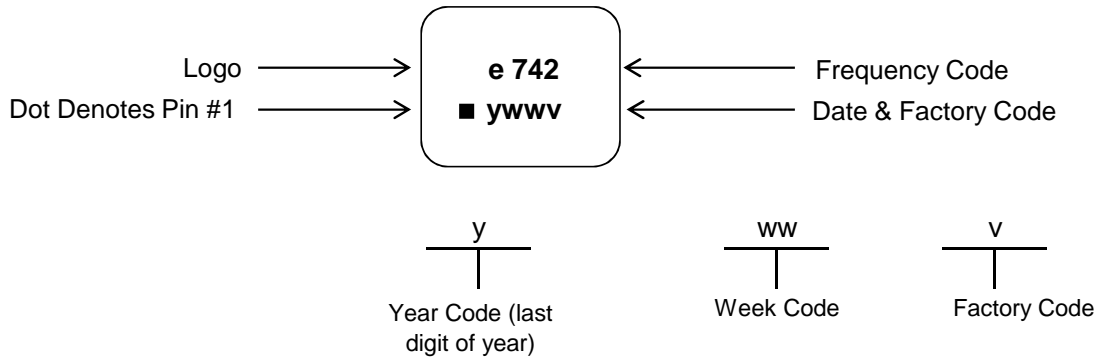 Logo
e 742
Frequency Code
Dot Denotes Pin #1
■ ywwv
Date & Factory Code
y
ww
v
Year Code (last
digit of year)
Week Code
Factory Code